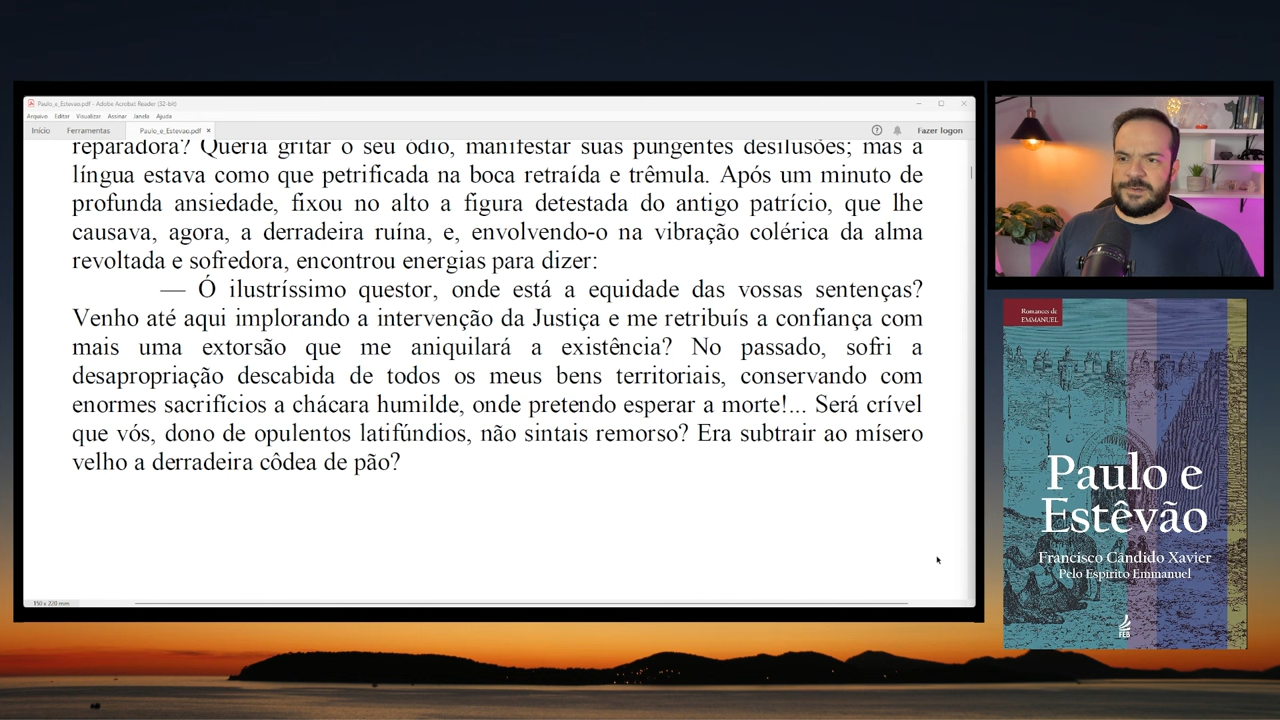 Paulo_e_Estevao.pdf - Adobe Acrobat Reader (32-bit)
Arquivo Editar Visualizar Assinar Janela Ajuda
Início Ferramentas Paulo_e_Estevao.pdf × Fazer logon
reparadora? Queria gritar o seu ódio, manifestar suas pungentes desilusões; mas a
língua estava como que petrificada na boca retraída e trêmula. Após um minuto de
profunda ansiedade, fixou no alto a figura detestada do antigo patrício, que lhe
causava, agora, a derradeira ruína, e, envolvendo-o na vibração colérica da alma
revoltada e sofredora, encontrou energias para dizer:
— Ó ilustríssimo questor, onde está a equidade das vossas sentenças?
Venho até aqui implorando a intervenção da Justiça e me retribuís a confiança com
mais uma extorsão que me aniquilará a existência? No passado, sofri a
desapropriação descabida de todos os meus bens territoriais, conservando com
enormes sacrifícios a chácara humilde, onde pretendo esperar a morte!... Será crível
que vós, dono de opulentos latifúndios, não sintais remorso? Era subtrair ao mísero
velho a derradeira côdea de pão?
150 x 220 mm
Romances de
EMMANUEL
Paulo e
Estêvão
Francisco Cândido Xavier
Pelo Espírito Emmanuel
FEB